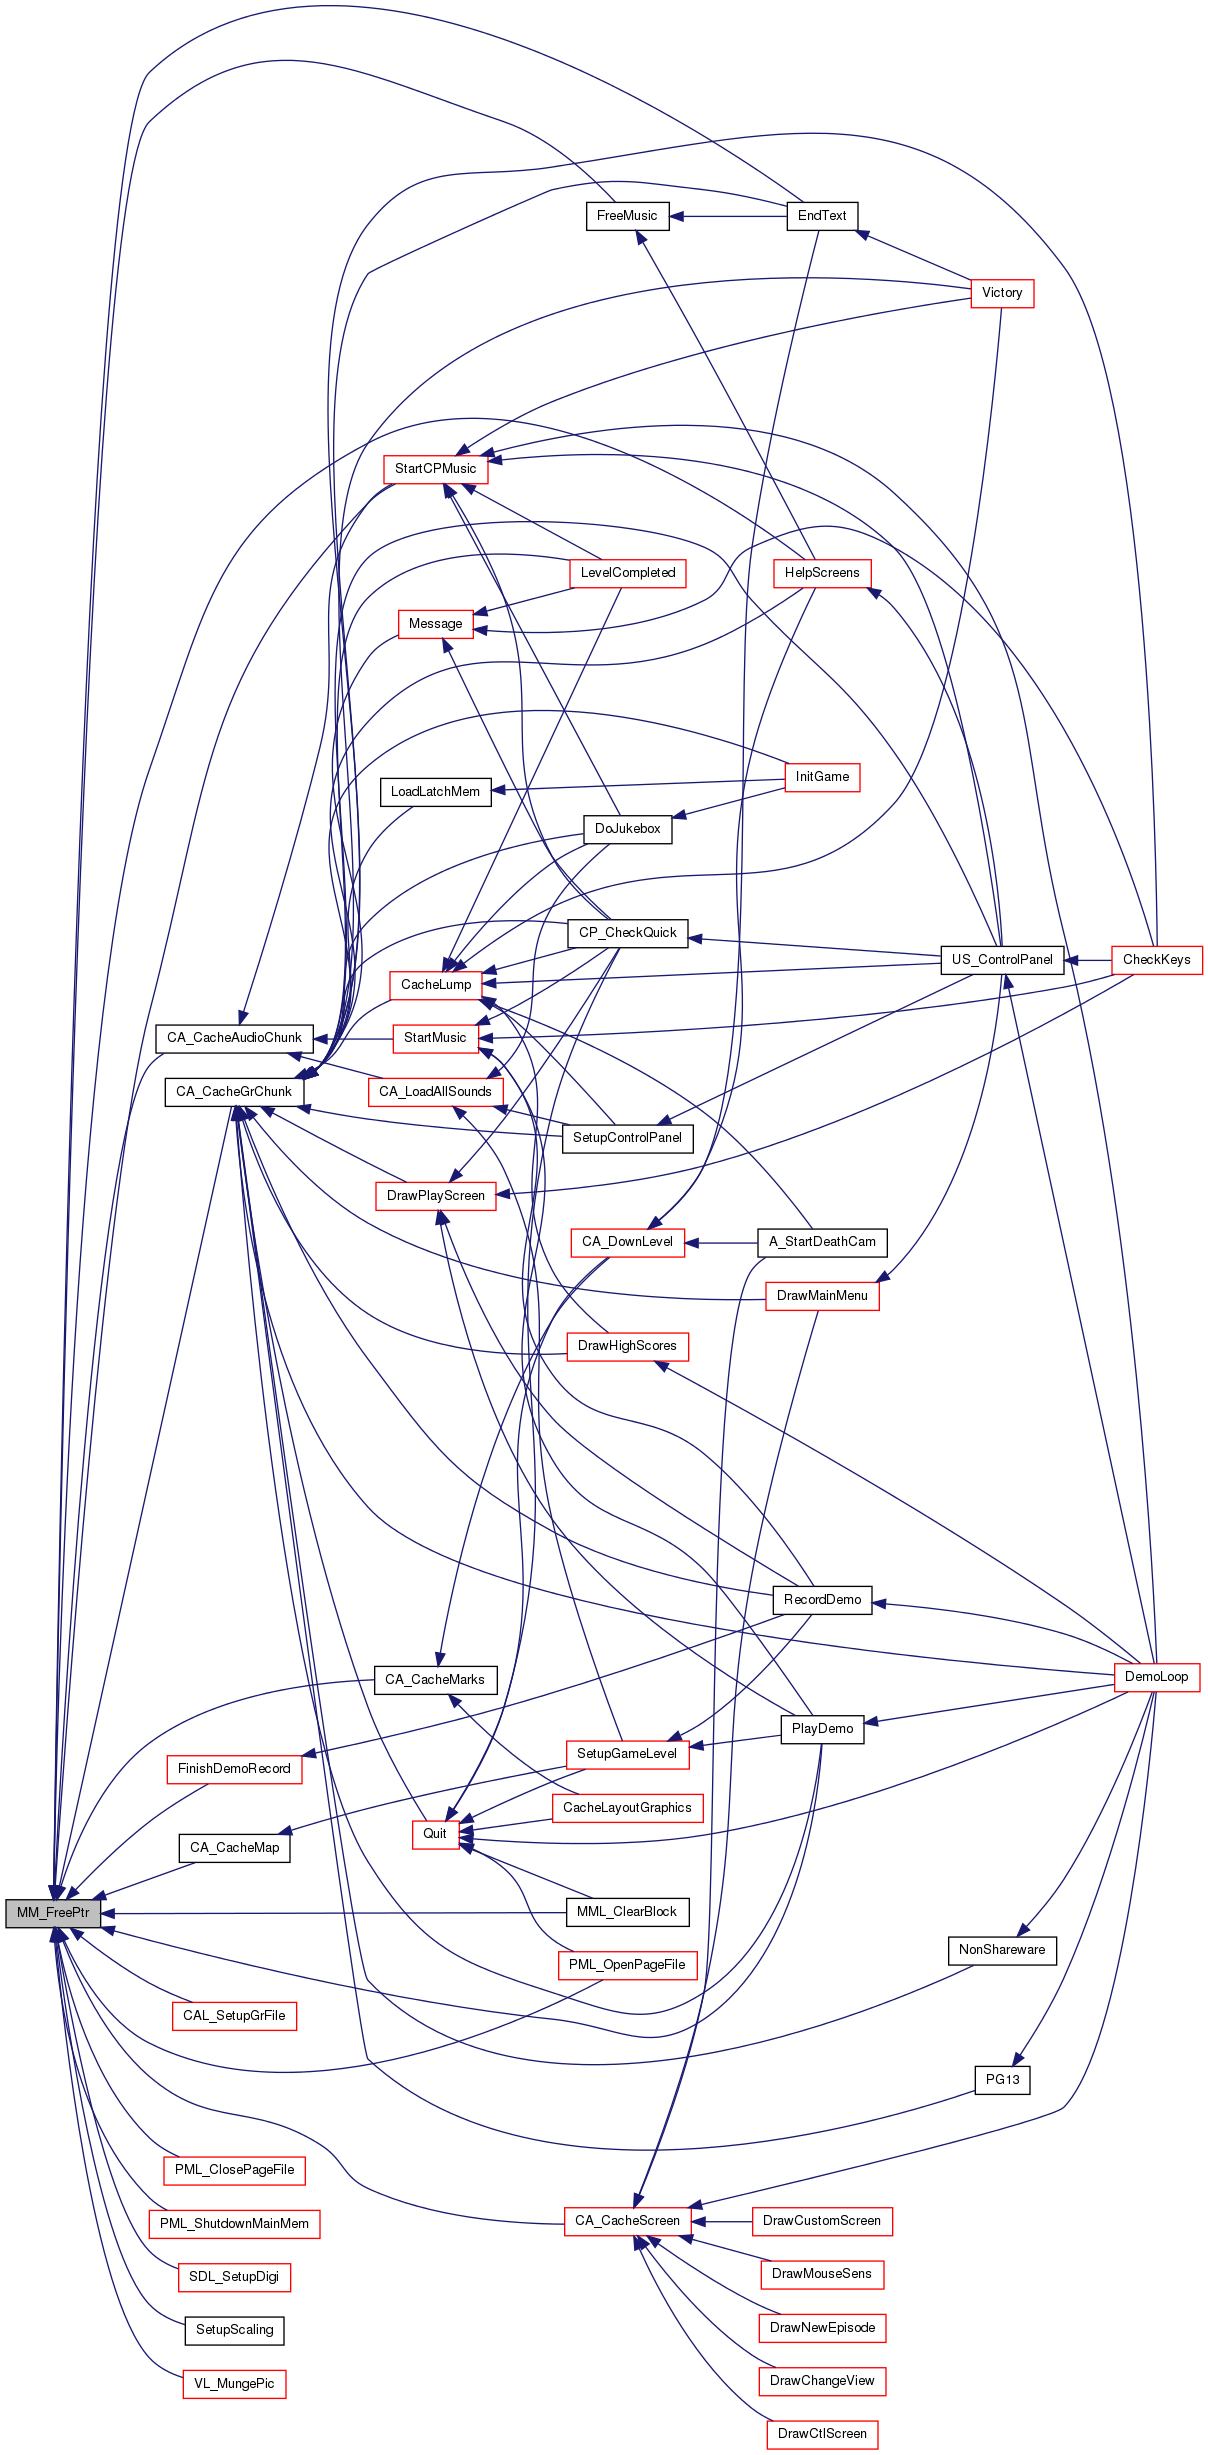 FreeMusic
EndText
Victory
StartCPMusic
LevelCompleted
HelpScreens
Message
InitGame
LoadLatchMem
DoJukebox
CP_CheckQuick
US_ControlPanel
CheckKeys
CacheLump
CA_CacheAudioChunk
StartMusic
CA_CacheGrChunk
CA_LoadAllSounds
SetupControlPanel
DrawPlayScreen
CA_DownLevel
A_StartDeathCam
DrawMainMenu
DrawHighScores
RecordDemo
CA_CacheMarks
DemoLoop
PlayDemo
SetupGameLevel
FinishDemoRecord
CacheLayoutGraphics
Quit
CA_CacheMap
MM_FreePtr
MML_ClearBlock
NonShareware
PML_OpenPageFile
CAL_SetupGrFile
PG13
PML_ClosePageFile
PML_ShutdownMainMem
CA_CacheScreen
DrawCustomScreen
SDL_SetupDigi
DrawMouseSens
SetupScaling
DrawNewEpisode
VL_MungePic
DrawChangeView
DrawCtlScreen